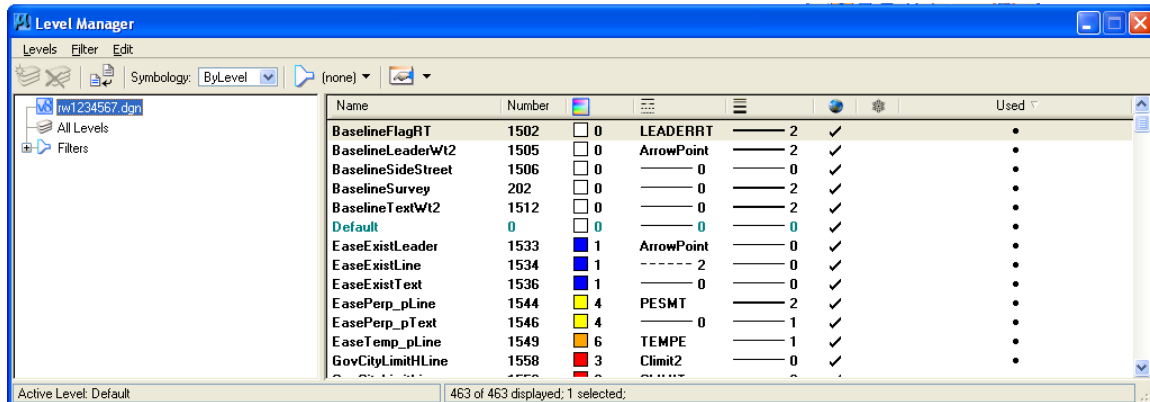 Level Manager
Levels Filter Edit
Symbology: ByLevel (none)
rw1234567.dgn
All Levels
Filters
Name Number Used
BaselineFlagRT 1502 0 LEADERRT 2
BaselineLeaderWt2 1505 0 ArrowPoint 2
BaselineSideStreet 1506 0 0 0
BaselineSurvey 202 0 0 2
BaselineTextWt2 1512 0 0 2
Default 0 0 0 0
EaseExistLeader 1533 1 ArrowPoint 0
EaseExistLine 1534 1 2 0
EaseExistText 1536 1 0 0
EasePerp_pLine 1544 4 PESMT 2
EasePerp_pText 1546 4 0 1
EaseTemp_pLine 1549 6 TEMPE 1
GovCityLimitHLine 1558 3 Climit2 0
Active Level: Default 463 of 463 displayed; 1 selected;